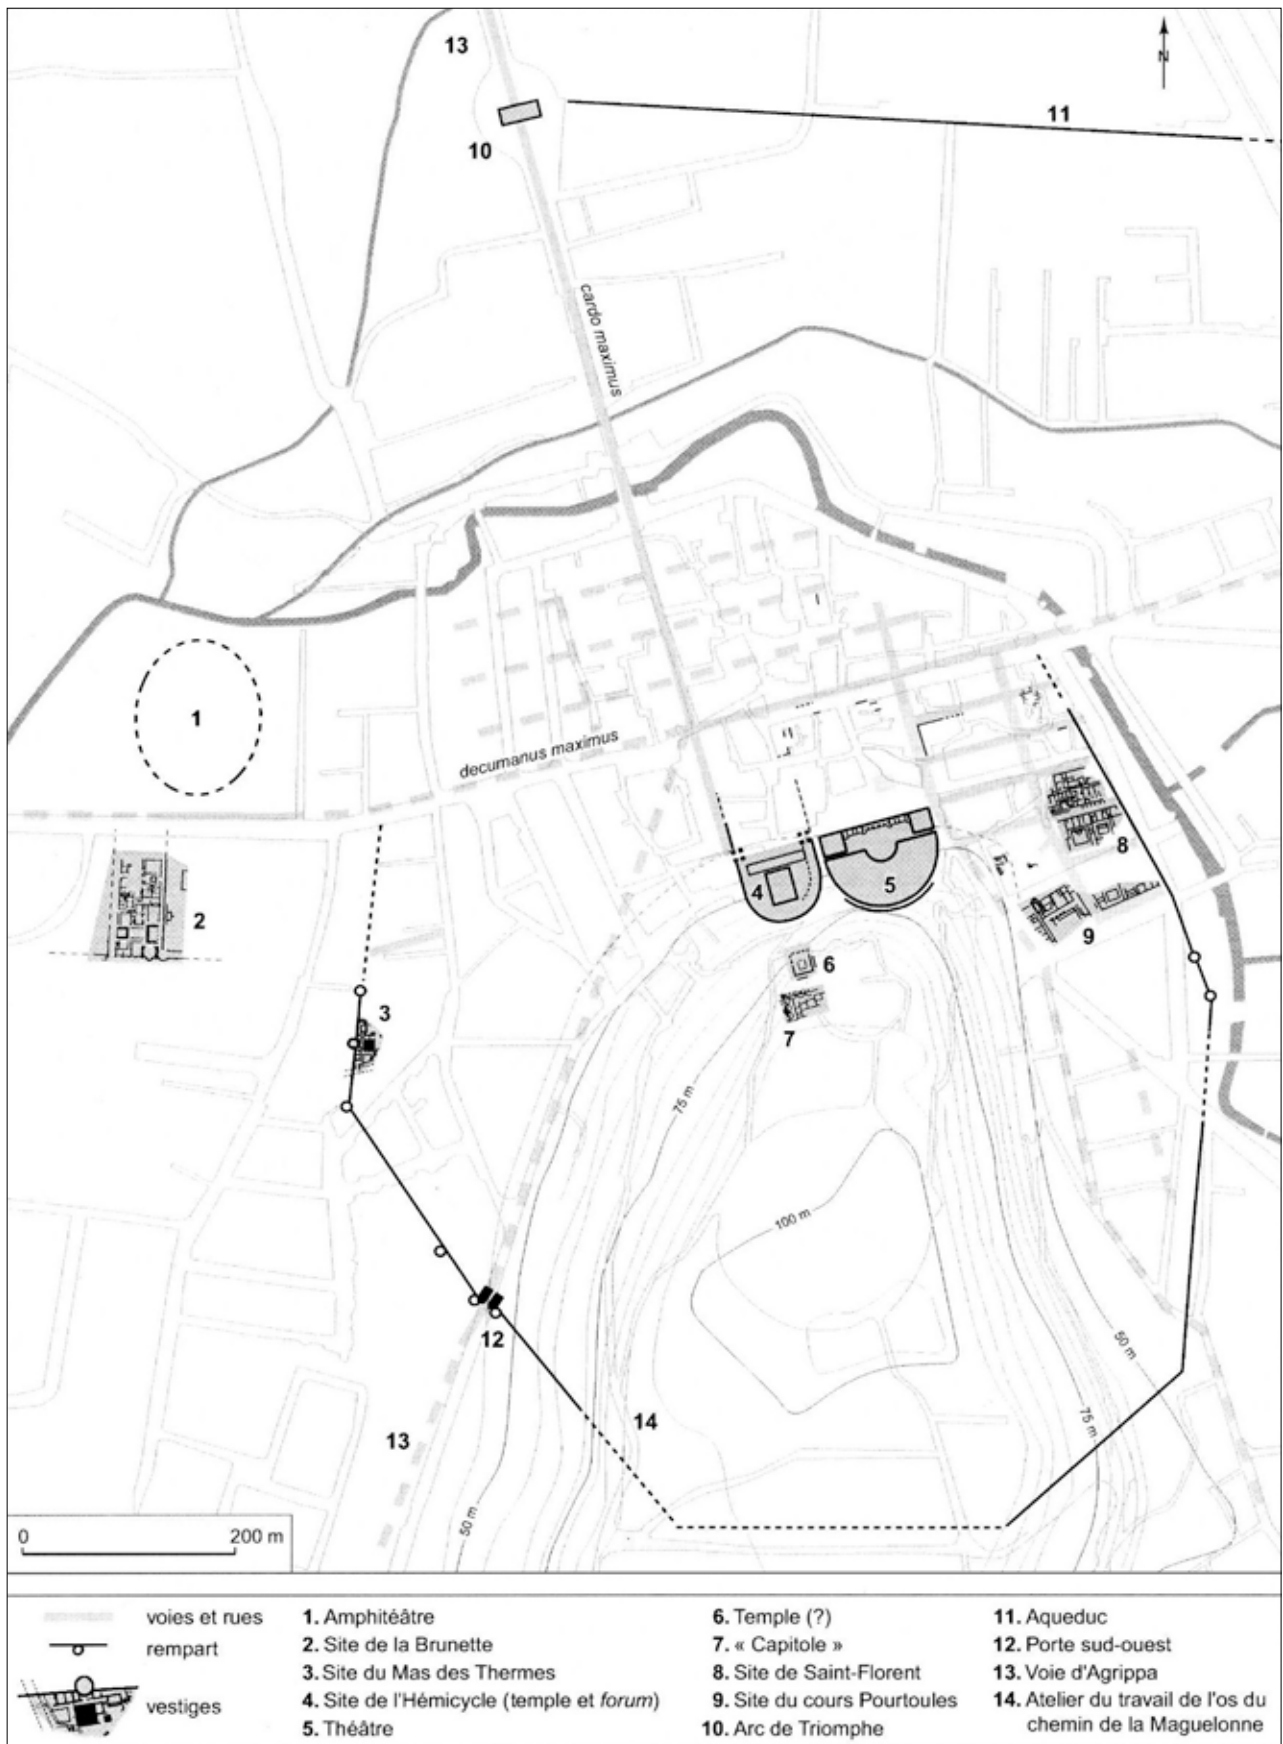 13
N
11
10
cardo maximus
1
decumanus maximus
2
3
4
5
8
9
6
7
75 m
100 m
12
14
13
50 m
75 m
50 m
0 200 m
voies et rues
rempart
vestiges
1. Amphitéâtre
2. Site de la Brunette
3. Site du Mas des Thermes
4. Site de l'Hémicycle (temple et forum)
5. Théâtre
6. Temple (?)
7. « Capitole »
8. Site de Saint-Florent
9. Site du cours Pourtoules
10. Arc de Triomphe
11. Aqueduc
12. Porte sud-ouest
13. Voie d'Agrippa
14. Atelier du travail de l'os du
chemin de la Maguelonne